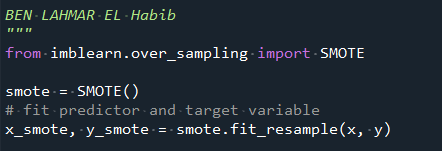 BEN LAHMAR EL Habib
"""
from imblearn.over_sampling import SMOTE
smote = SMOTE()
# fit predictor and target variable
x_smote, y_smote = smote.fit_resample(x, y)